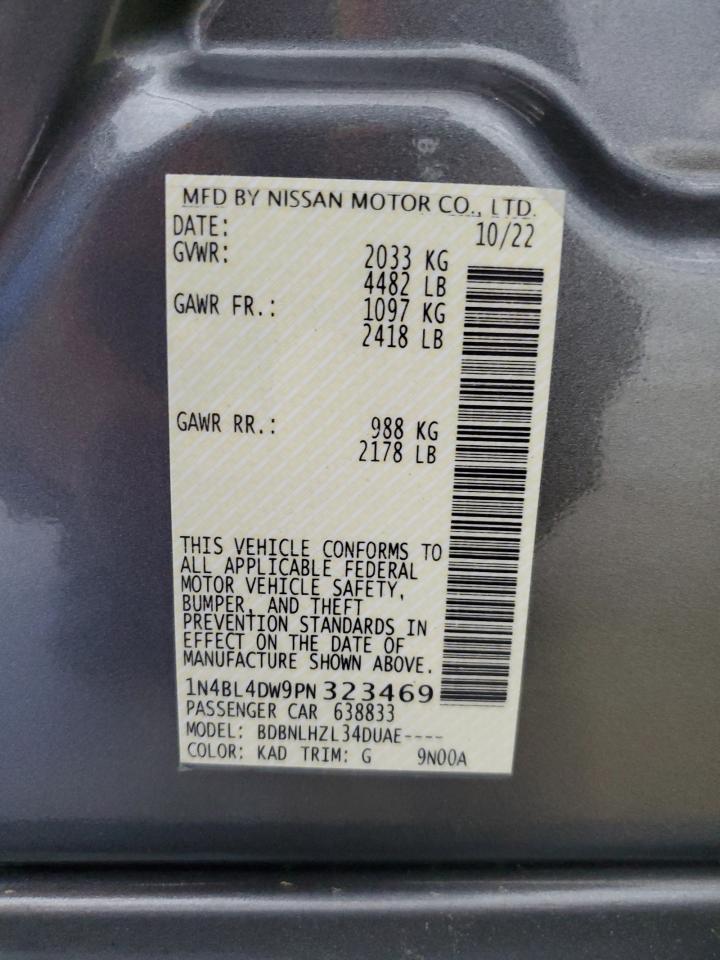 MFD BY NISSAN MOTOR CO., LTD.
DATE: 10/22
GVWR: 2033 KG
4482 LB
GAWR FR.: 1097 KG
2418 LB
GAWR RR.: 988 KG
2178 LB
THIS VEHICLE CONFORMS TO
ALL APPLICABLE FEDERAL
MOTOR VEHICLE SAFETY,
BUMPER, AND THEFT
PREVENTION STANDARDS IN
EFFECT ON THE DATE OF
MANUFACTURE SHOWN ABOVE.
1N4BL4DW9PN323469
PASSENGER CAR 638833
MODEL: BDBNLHZL34DUAE----
COLOR: KAD TRIM: G 9N00A